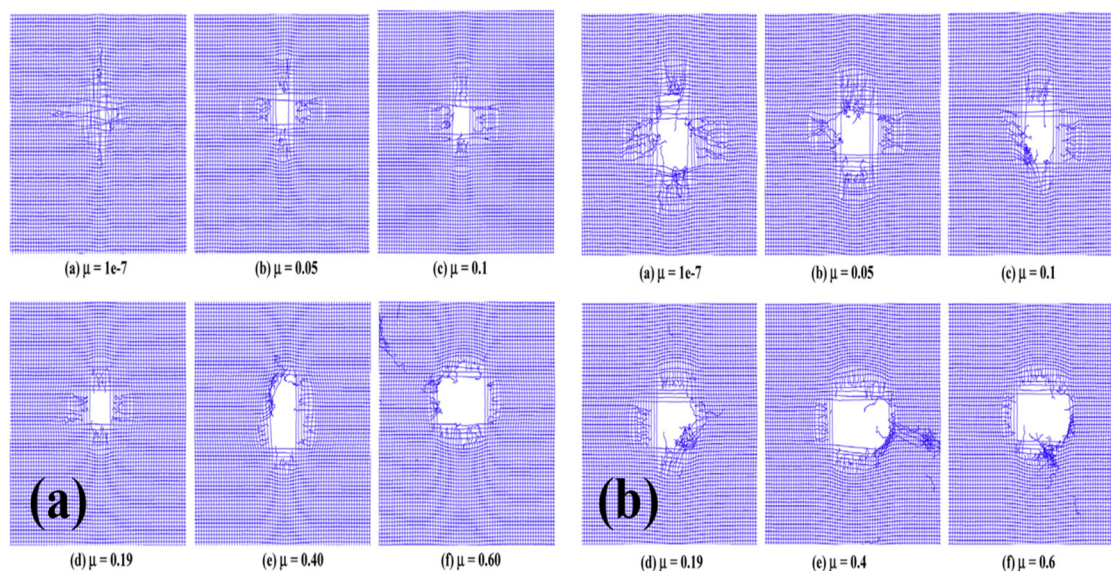 (a) μ = 1e-7 (b) μ = 0.05 (c) μ = 0.1 (a) μ = 1e-7 (b) μ = 0.05 (c) μ = 0.1
(a) (b)
(d) μ = 0.19 (e) μ = 0.40 (f) μ = 0.60 (d) μ = 0.19 (e) μ = 0.4 (f) μ = 0.6